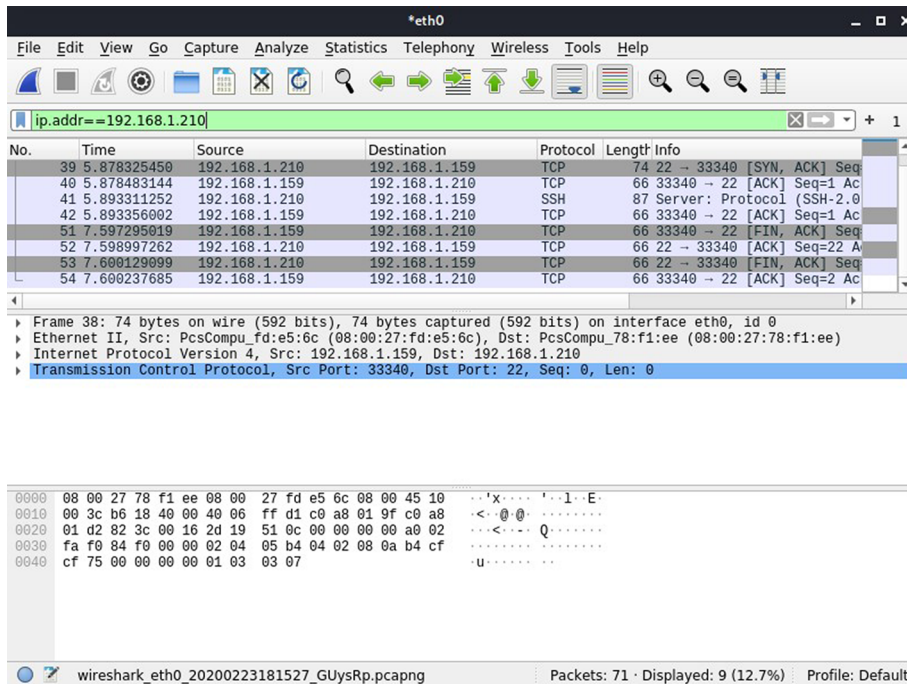 *eth0
File Edit View Go Capture Analyze Statistics Telephony Wireless Tools Help
ip.addr==192.168.1.210 + 1
No. Time Source Destination Protocol Length Info
39 5.878325450 192.168.1.210 192.168.1.159 TCP 74 22 → 33340 [SYN, ACK] Seq
40 5.878483144 192.168.1.159 192.168.1.210 TCP 66 33340 → 22 [ACK] Seq=1 Ac
41 5.893311252 192.168.1.210 192.168.1.159 SSH 87 Server: Protocol (SSH-2.0
42 5.893356002 192.168.1.159 192.168.1.210 TCP 66 33340 → 22 [ACK] Seq=1 Ac
51 7.597295019 192.168.1.159 192.168.1.210 TCP 66 33340 → 22 [FIN, ACK] Seq
52 7.598997262 192.168.1.210 192.168.1.159 TCP 66 22 → 33340 [ACK] Seq=22 A
53 7.600129099 192.168.1.210 192.168.1.159 TCP 66 22 → 33340 [FIN, ACK] Seq
54 7.600237685 192.168.1.159 192.168.1.210 TCP 66 33340 → 22 [ACK] Seq=2 Ac
Frame 38: 74 bytes on wire (592 bits), 74 bytes captured (592 bits) on interface eth0, id 0
Ethernet II, Src: PcsCompu_fd:e5:6c (08:00:27:fd:e5:6c), Dst: PcsCompu_78:f1:ee (08:00:27:78:f1:ee)
Internet Protocol Version 4, Src: 192.168.1.159, Dst: 192.168.1.210
Transmission Control Protocol, Src Port: 33340, Dst Port: 22, Seq: 0, Len: 0
0000 08 00 27 78 f1 ee 08 00 27 fd e5 6c 08 00 45 10 ··'x···· '··l··E·
0010 00 3c b6 18 40 00 40 06 ff d1 c0 a8 01 9f c0 a8 ·<··@·@· ········
0020 01 d2 82 3c 00 16 2d 19 51 0c 00 00 00 00 a0 02 ···<··-· Q·······
0030 fa f0 84 f0 00 00 02 04 05 b4 04 02 08 0a b4 cf ········ ········
0040 cf 75 00 00 00 00 01 03 03 07 ·u······ ··
wireshark_eth0_20200223181527_GUysRp.pcapng Packets: 71 · Displayed: 9 (12.7%) Profile: Default